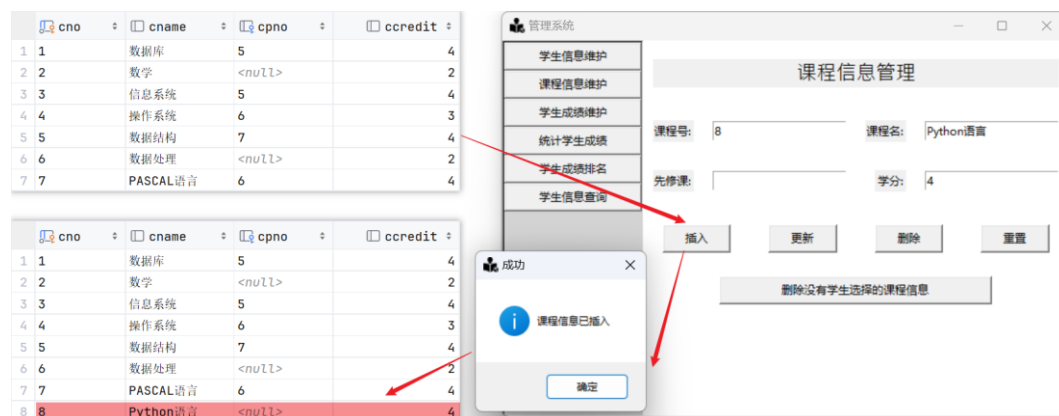 cno cname cpno ccredit
1 1 数据库 5 4
2 2 数学 <null> 2
3 3 信息系统 5 4
4 4 操作系统 6 3
5 5 数据结构 7 4
6 6 数据处理 <null> 2
7 7 PASCAL语言 6 4
cno cname cpno ccredit
1 1 数据库 5 4
2 2 数学 <null> 2
3 3 信息系统 5 4
4 4 操作系统 6 3
5 5 数据结构 7 4
6 6 数据处理 <null> 2
7 7 PASCAL语言 6 4
8 8 Python语言 <null> 4
管理系统
学生信息维护
课程信息维护
学生成绩维护
统计学生成绩
学生成绩排名
学生信息查询
课程信息管理
课程号: 8 课程名: Python语言
先修课: 学分: 4
插入 更新 删除 重置
删除没有学生选择的课程信息
成功
课程信息已插入
确定